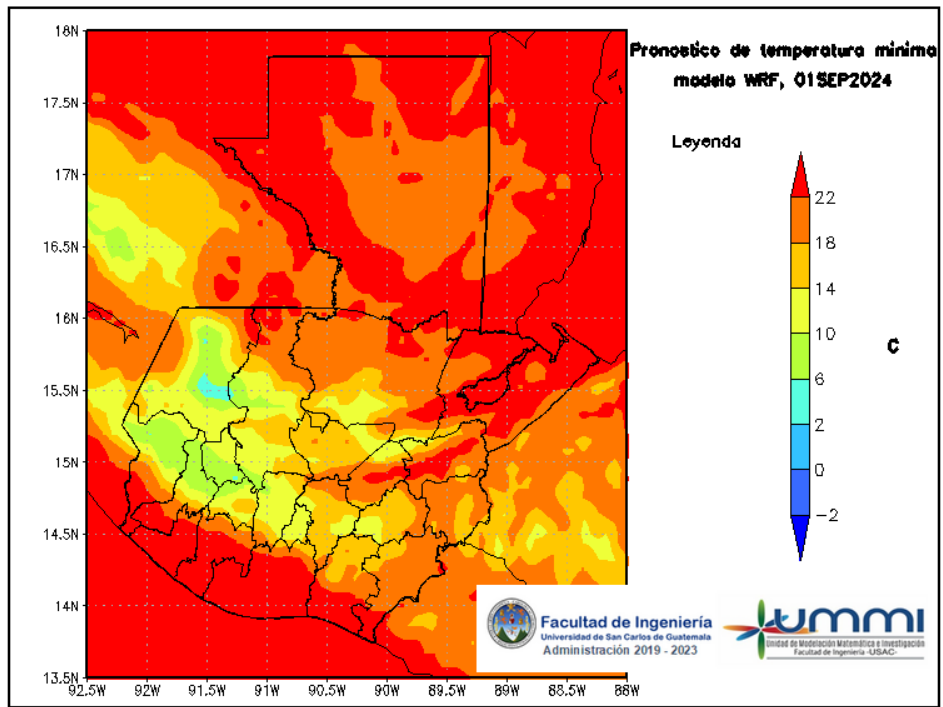 Pronostico de temperatura minima
modelo WRF, 01SEP2024
Leyenda
22
18
14
10
6
2
0
−2
C
18N
17.5N
17N
16.5N
16N
15.5N
15N
14.5N
14N
13.5N
92.5W
92W
91.5W
91W
90.5W
90W
89.5W
89W
88.5W
88W
Facultad de Ingeniería
Universidad de San Carlos de Guatemala
Administración 2019 - 2023
UMMI
Unidad de Modelación Matemática e Investigación
Facultad de Ingeniería -USAC-